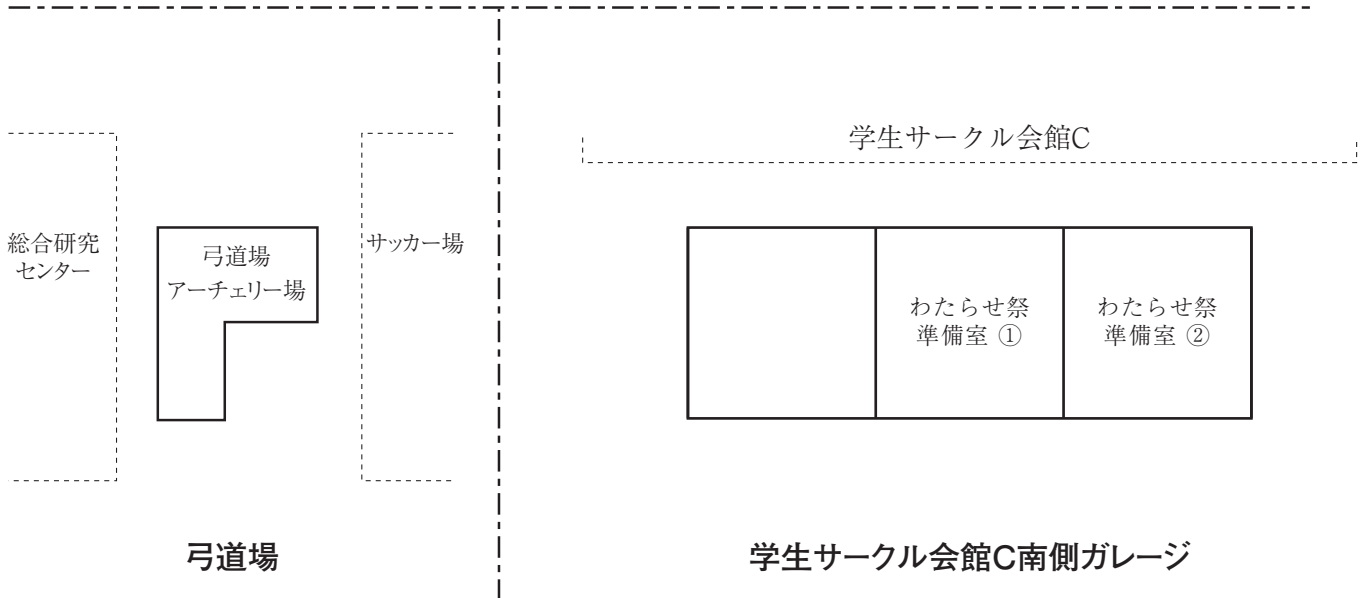 総合研究
センター
弓道場
アーチェリー場
サッカー場
弓道場
学生サークル会館C
わたらせ祭
準備室 ①
わたらせ祭
準備室 ②
学生サークル会館C南側ガレージ